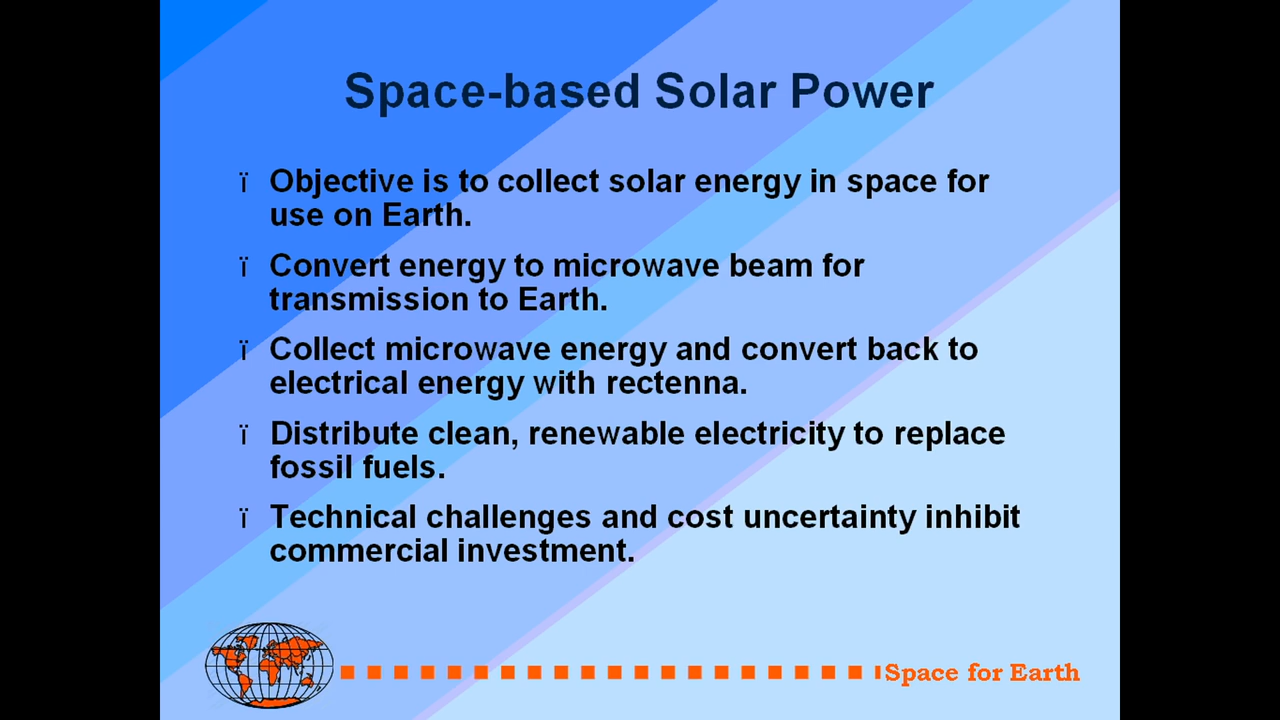 Space-based Solar Power
ï Objective is to collect solar energy in space for
use on Earth.
ï Convert energy to microwave beam for
transmission to Earth.
ï Collect microwave energy and convert back to
electrical energy with rectenna.
ï Distribute clean, renewable electricity to replace
fossil fuels.
ï Technical challenges and cost uncertainty inhibit
commercial investment.
Space for Earth